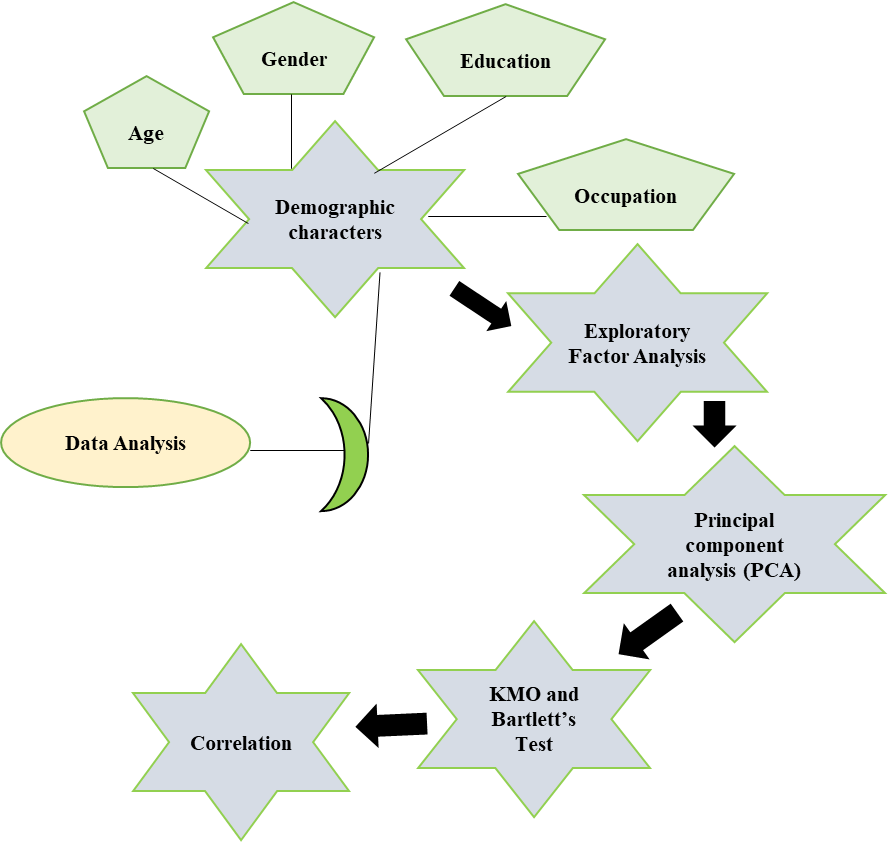 Gender
Education
Age
Occupation
Demographic
characters
Exploratory
Factor Analysis
Data Analysis
Principal
component
analysis (PCA)
KMO and
Bartlett’s
Test
Correlation